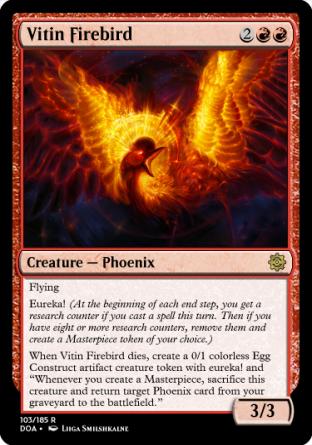 Vitin Firebird 2
Creature — Phoenix
Flying
Eureka! (At the beginning of each end step, you get a
research counter if you cast a spell this turn. Then if you
have eight or more research counters, remove them and
create a Masterpiece token of your choice.)
When Vitin Firebird dies, create a 0/1 colorless Egg
Construct artifact creature token with eureka! and
“Whenever you create a Masterpiece, sacrifice this
creature and return target Phoenix card from your
graveyard to the battlefield.”
3/3
103/185 R
DOA • Liiga Smilshkalne